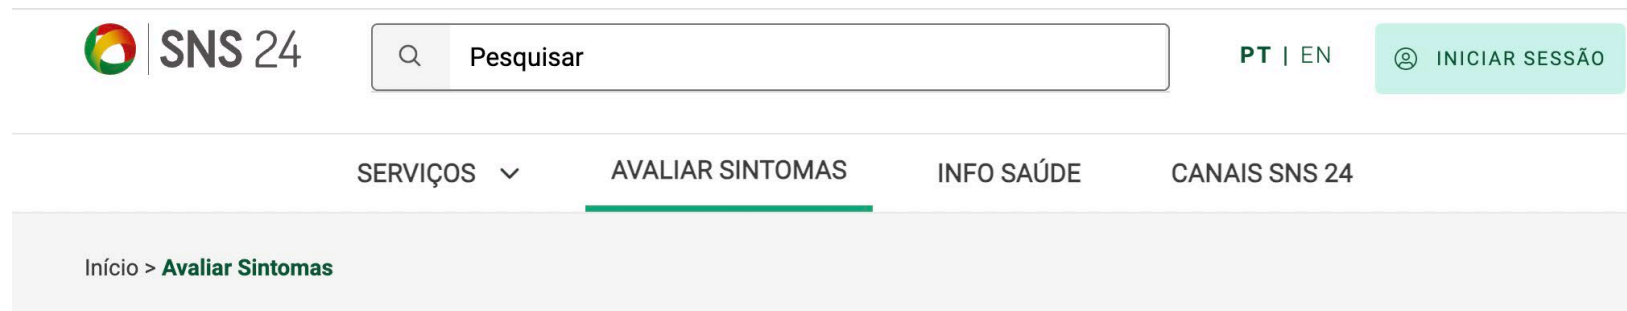 SNS 24
Pesquisar
PT | EN
INICIAR SESSÃO
SERVIÇOS
AVALIAR SINTOMAS
INFO SAÚDE
CANAIS SNS 24
Início > Avaliar Sintomas